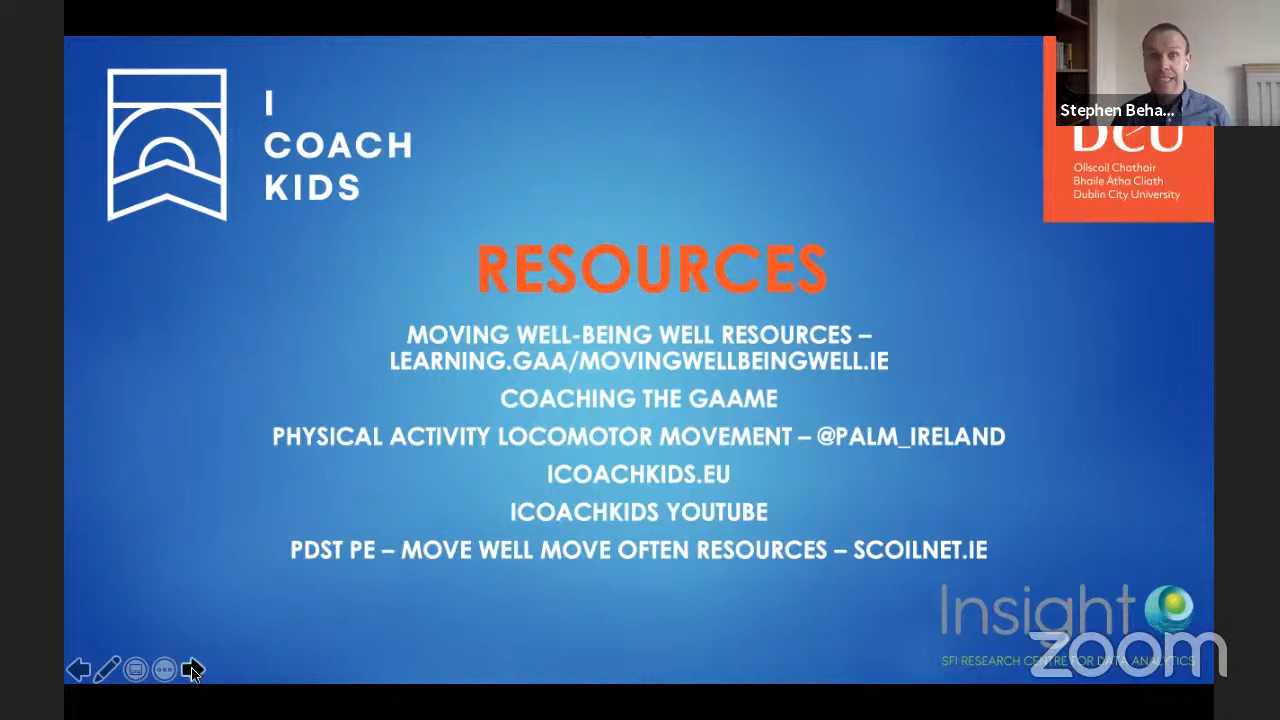 I
COACH
KIDS
Stephen Beha...
DCU
Ollscoil Chathair
Bhaile Átha Cliath
Dublin City University
RESOURCES
MOVING WELL-BEING WELL RESOURCES –
LEARNING.GAA/MOVINGWELLBEINGWELL.IE
COACHING THE GAAME
PHYSICAL ACTIVITY LOCOMOTOR MOVEMENT – @PALM_IRELAND
ICOACHKIDS.EU
ICOACHKIDS YOUTUBE
PDST PE – MOVE WELL MOVE OFTEN RESOURCES – SCOILNET.IE
Insight
zoom
SFI RESEARCH CENTRE FOR DATA ANALYTICS